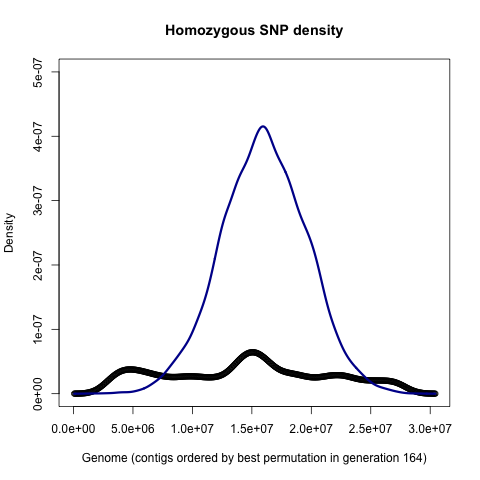 Homozygous SNP density
Density
5e-07
4e-07
3e-07
2e-07
1e-07
0e+00
0.0e+00 5.0e+06 1.0e+07 1.5e+07 2.0e+07 2.5e+07 3.0e+07
Genome (contigs ordered by best permutation in generation 164)